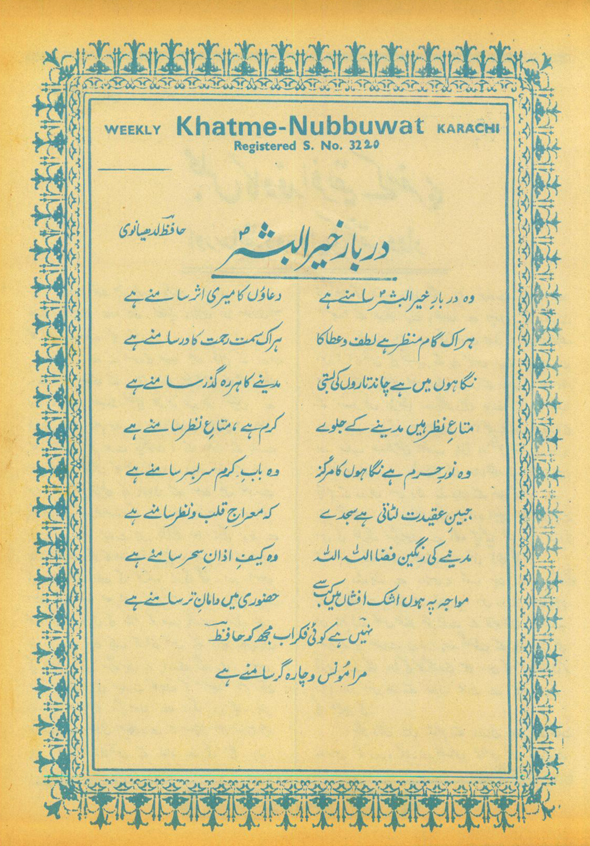 WEEKLY Khatme-Nubbuwat KARACHI
Registered S. No. 3220
دربارِ خیر البشرؐ
حافظؔ لدھیانوی
وہ دربارِ خیر البشرؐ سامنے ہے
دعاؤں کا میری اثر سامنے ہے
ہر اک گام منظر ہے لطف و عطا کا
ہر اک سمت رحمت کا در سامنے ہے
نگاہوں میں ہے چاند تاروں کی بستی
مدینے کا ہر رہ گذر سامنے ہے
متاعِ نظر ہیں مدینے کے جلوے
کرم ہے، متاعِ نظر سامنے ہے
وہ نورِ حرم ہے نگاہوں کا مرکز
وہ بابِ کرم سر بسر سامنے ہے
جبینِ عقیدت لٹاتی ہے سجدے
کہ معراجِ قلب و نظر سامنے ہے
مدینے کی رنگین فضا اللہ اللہ
وہ کیفِ اذانِ سحر سامنے ہے
مواجہ پہ ہوں اشک افشاں میں کب سے
حضوری میں دامانِ تر سامنے ہے
نہیں ہے کوئی فکر اب مجھ کو حافظؔ
مرا مُونس و چارہ گر سامنے ہے